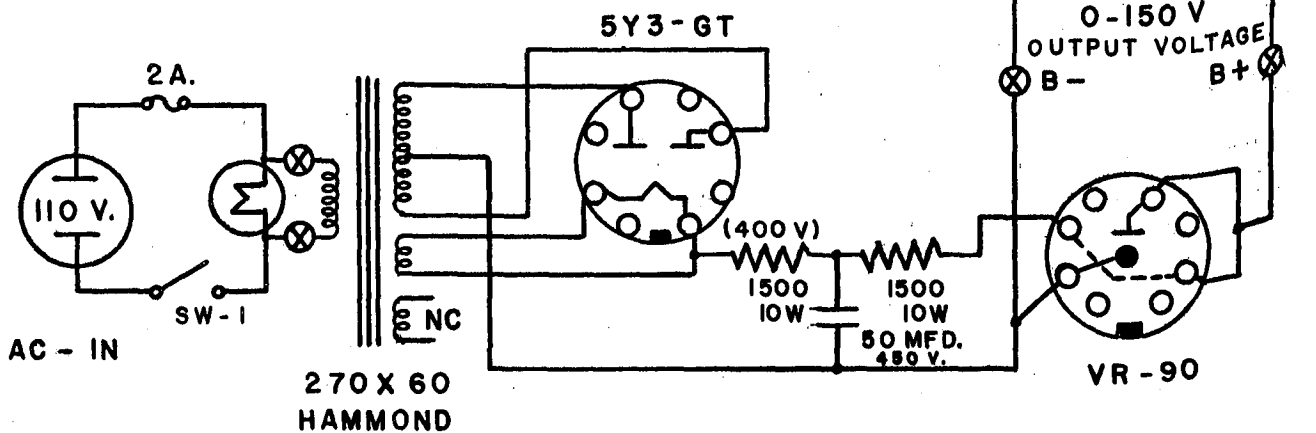 5Y3-GT
0-150 V
OUTPUT VOLTAGE
2 A.
B-
B+
110 V.
(400 V)
1500
10W
1500
10W
SW-1
NC
50 MFD.
450 V.
AC - IN
270 X 60
HAMMOND
VR-90